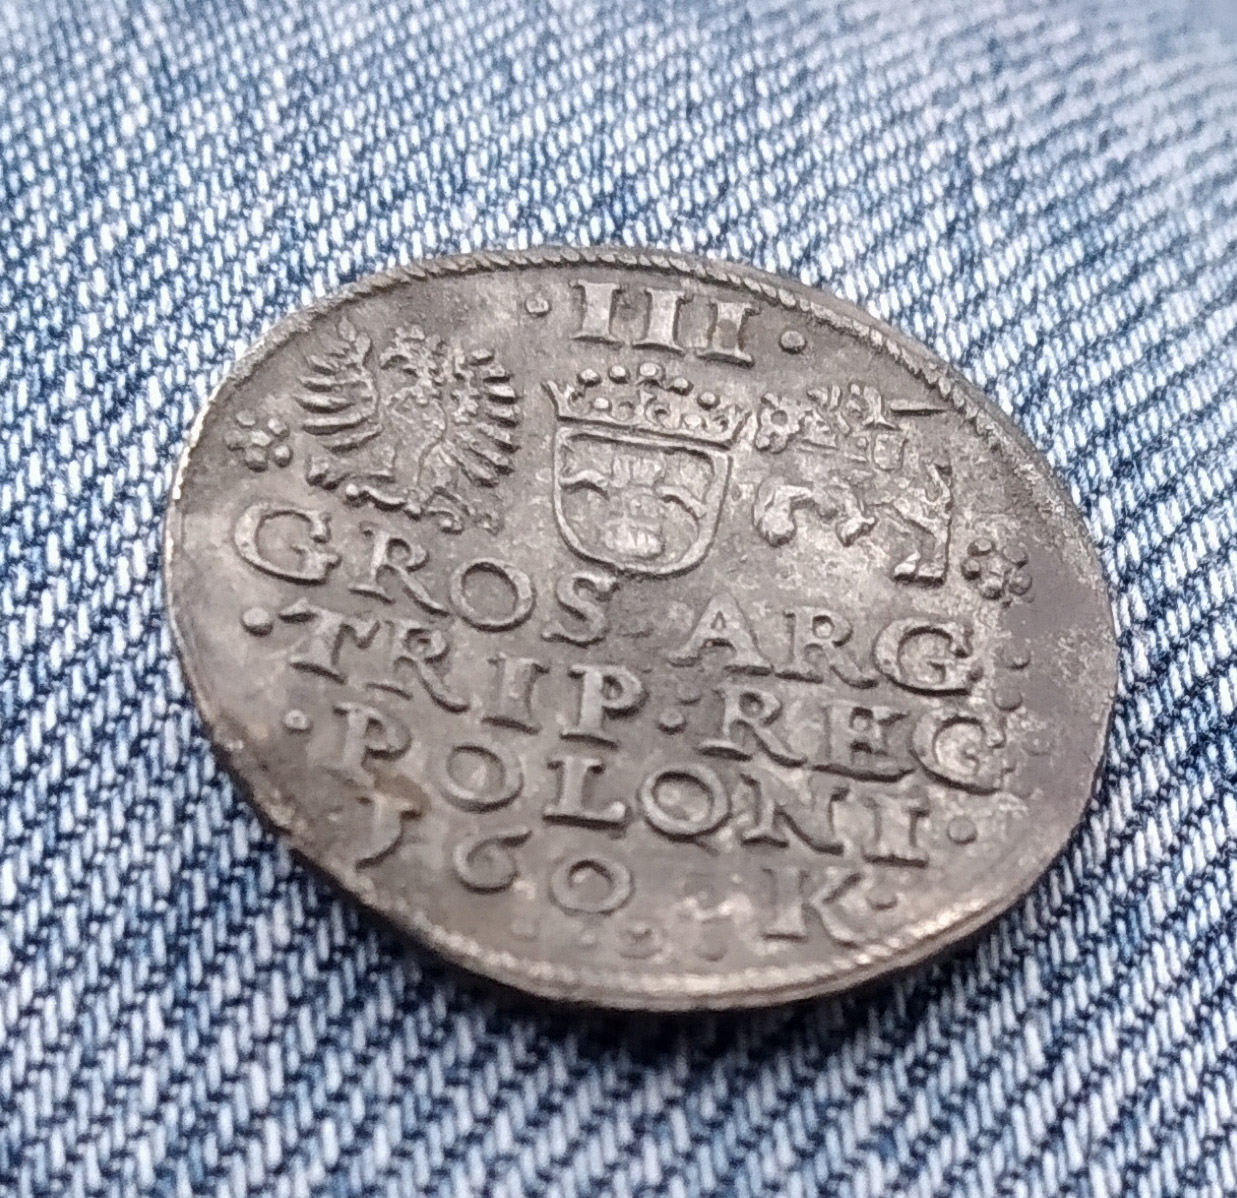 ·III·
GROS·ARG
·TRIP·REG
·POLONI·
160 K·